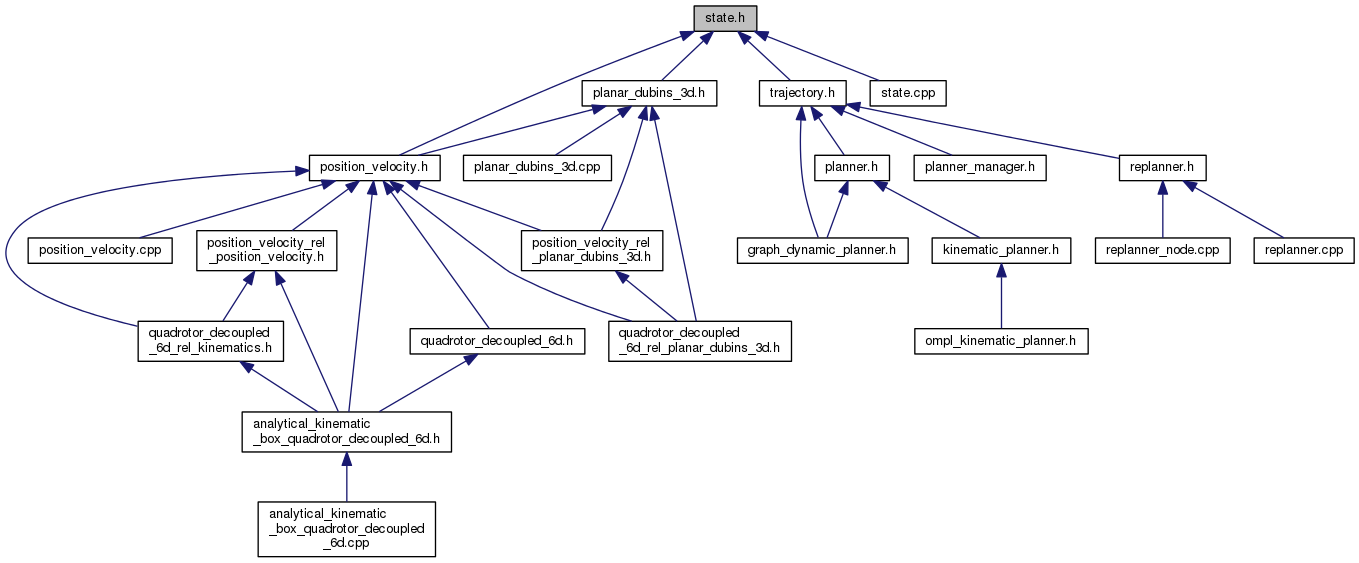 state.h
planar_dubins_3d.h
trajectory.h
state.cpp
position_velocity.h
planar_dubins_3d.cpp
planner.h
planner_manager.h
replanner.h
position_velocity.cpp
position_velocity_rel
_position_velocity.h
position_velocity_rel
_planar_dubins_3d.h
graph_dynamic_planner.h
kinematic_planner.h
replanner_node.cpp
replanner.cpp
quadrotor_decoupled
_6d_rel_kinematics.h
quadrotor_decoupled_6d.h
quadrotor_decoupled
_6d_rel_planar_dubins_3d.h
ompl_kinematic_planner.h
analytical_kinematic
_box_quadrotor_decoupled_6d.h
analytical_kinematic
_box_quadrotor_decoupled
_6d.cpp